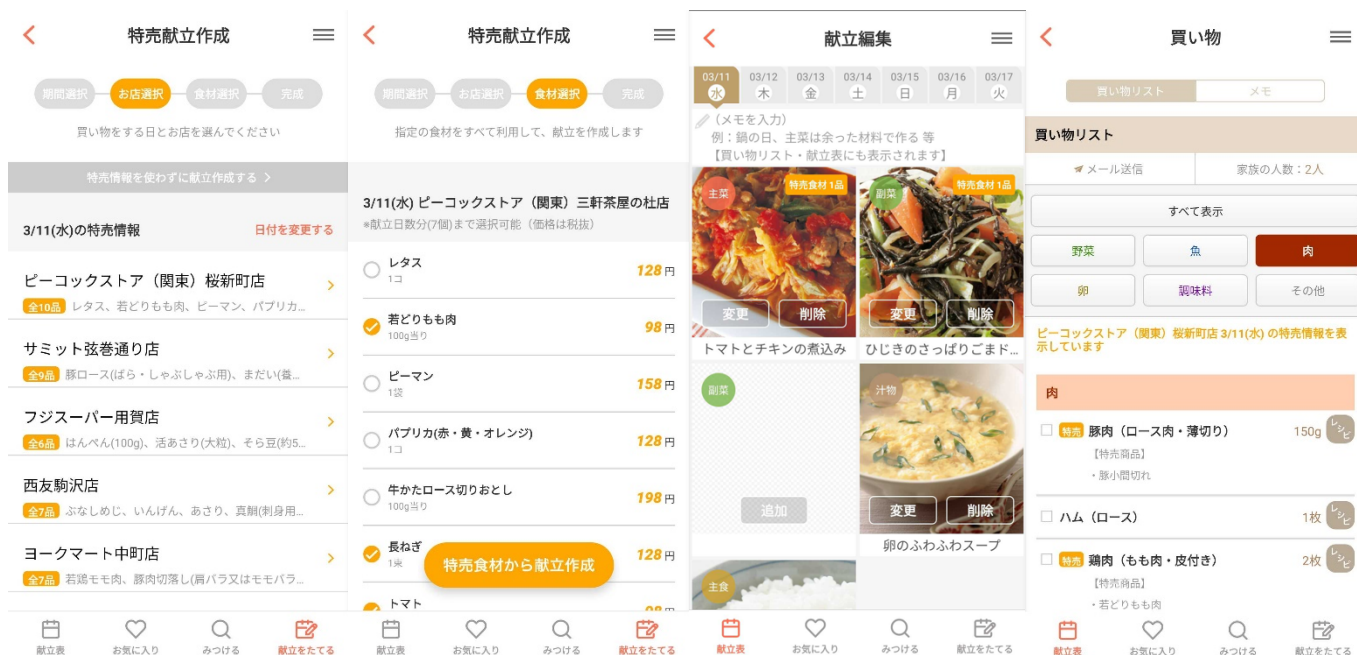 特売献立作成
期間選択
お店選択
食材選択
完成
買い物をする日とお店を選んでください
特売情報を使わずに献立作成する >
3/11(水)の特売情報
日付を変更する
ピーコックストア（関東）桜新町店
全10品 レタス、若どりもも肉、ピーマン、パプリカ...
サミット弦巻通り店
全9品 豚ロース(ばら・しゃぶしゃぶ用)、まだい(養...
フジスーパー用賀店
全6品 はんぺん(100g)、活あさり(大粒)、そら豆(約5...
西友駒沢店
全7品 ぶなしめじ、いんげん、あさり、真鯛(刺身用...
ヨークマート中町店
全7品 若鶏モモ肉、豚肉切落し(肩バラ又はモモバラ...
献立表
お気に入り
みつける
献立をたてる
特売献立作成
期間選択
お店選択
食材選択
完成
指定の食材をすべて利用して、献立を作成します
3/11(水) ピーコックストア（関東）三軒茶屋の杜店
※献立日数分(7個)まで選択可能（価格は税抜）
レタス
1コ
128円
若どりもも肉
100g当り
98円
ピーマン
1袋
158円
パプリカ(赤・黄・オレンジ)
1コ
128円
牛かたロース切りおとし
100g当り
198円
長ねぎ
1束
128円
特売食材から献立作成
トマト
98円
献立表
お気に入り
みつける
献立をたてる
献立編集
03/11
水
03/12
木
03/13
金
03/14
土
03/15
日
03/16
月
03/17
火
（メモを入力）
例：鍋の日、主菜は余った材料で作る 等
【買い物リスト・献立表にも表示されます】
主菜
特売食材1品
変更
削除
トマトとチキンの煮込み
副菜
特売食材1品
変更
削除
ひじきのさっぱりごまド...
副菜
追加
汁物
変更
削除
卵のふわふわスープ
主食
献立表
お気に入り
みつける
献立をたてる
買い物
買い物リスト
メモ
買い物リスト
メール送信
家族の人数：2人
すべて表示
野菜
魚
肉
卵
調味料
その他
ピーコックストア（関東）桜新町店 3/11(水) の特売情報を表
示しています
肉
特売 豚肉（ロース肉・薄切り）
150g
レシピ
【特売商品】
・豚小間切れ
ハム（ロース）
1枚
レシピ
特売 鶏肉（もも肉・皮付き）
2枚
レシピ
【特売商品】
・若どりもも肉
献立表
お気に入り
みつける
献立をたてる